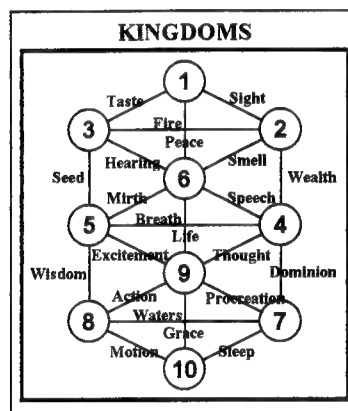 KINGDOMS
1
Taste Sight
3 Fire 2
Peace
Hearing 6 Smell
Seed Wealth
Mirth Speech
5 Breath 4
Life
Excitement 9 Thought
Wisdom Dominion
Action Procreation
8 Waters 7
Grace
Motion 10 Sleep